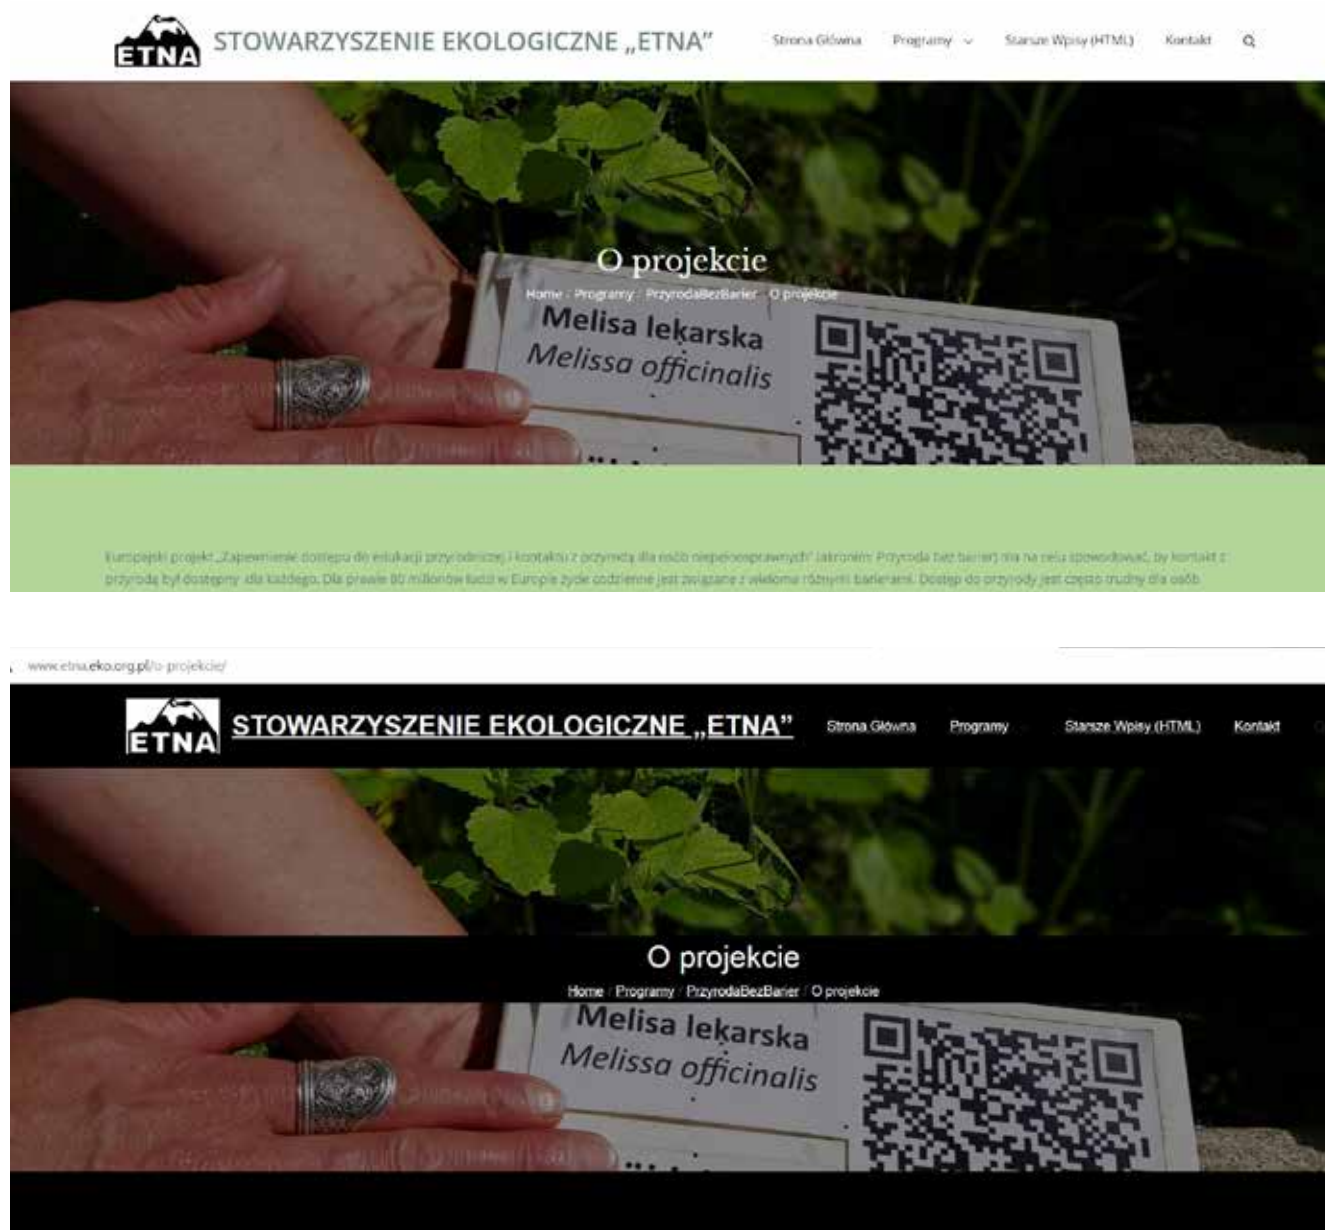 ETNA STOWARZYSZENIE EKOLOGICZNE „ETNA” Strona Główna Programy Starsze Wpisy (HTML) Kontakt
O projekcie
Home / Programy / PrzyrodaBezBarier / O projekcie
Melisa lekarska
Melissa officinalis
Europejski projekt „Zapewnienie dostępu do edukacji przyrodniczej i kontaktu z przyrodą dla osób niepełnosprawnych” (akronim: Przyroda bez barier) ma na celu spowodować, by kontakt z
przyrodą był dostępny dla każdego. Dla prawie 80 milionów ludzi w Europie życie codzienne jest związane z wieloma różnymi barierami. Dostęp do przyrody jest często trudny dla osób
www.etna.eko.org.pl/o-projekcie/
ETNA STOWARZYSZENIE EKOLOGICZNE „ETNA” Strona Główna Programy Starsze Wpisy (HTML) Kontakt
O projekcie
Home / Programy / PrzyrodaBezBarier / O projekcie
Melisa lekarska
Melissa officinalis